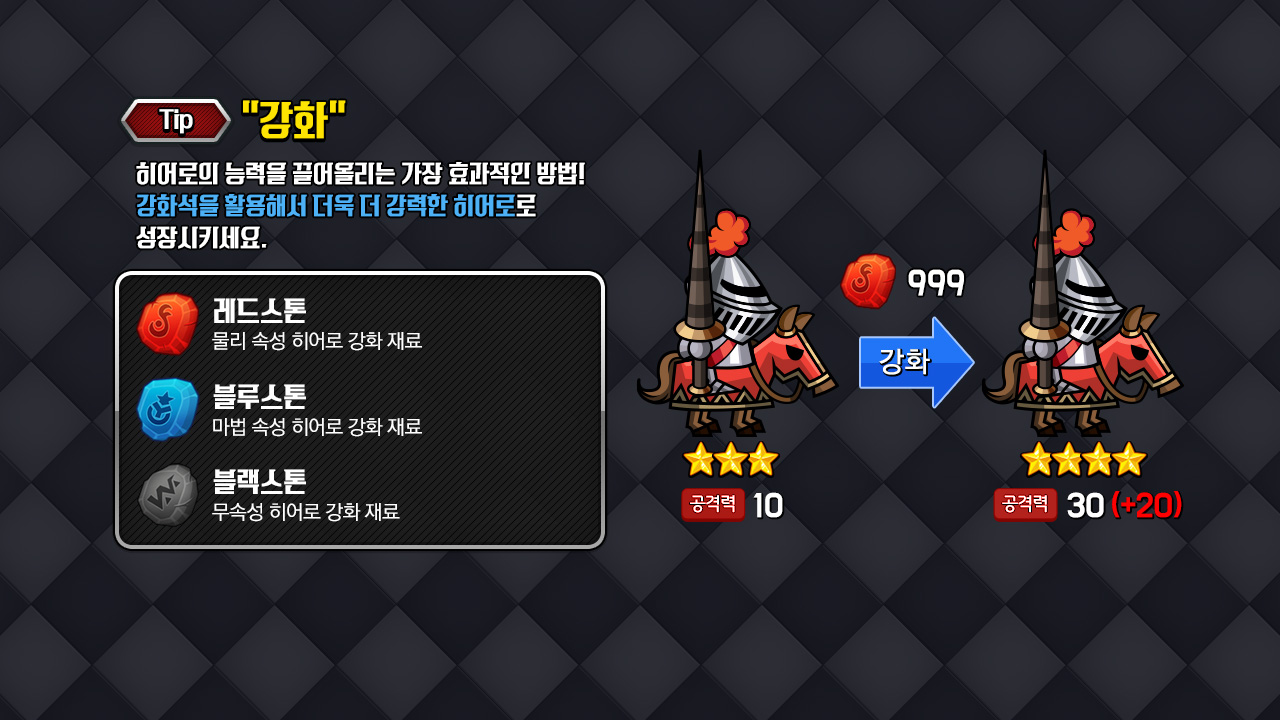 Tip "강화"
히어로의 능력을 끌어올리는 가장 효과적인 방법!
강화석을 활용해서 더욱 더 강력한 히어로로
성장시키세요.
레드스톤
물리 속성 히어로 강화 재료
블루스톤
마법 속성 히어로 강화 재료
블랙스톤
무속성 히어로 강화 재료
999
강화
공격력 10
공격력 30 (+20)